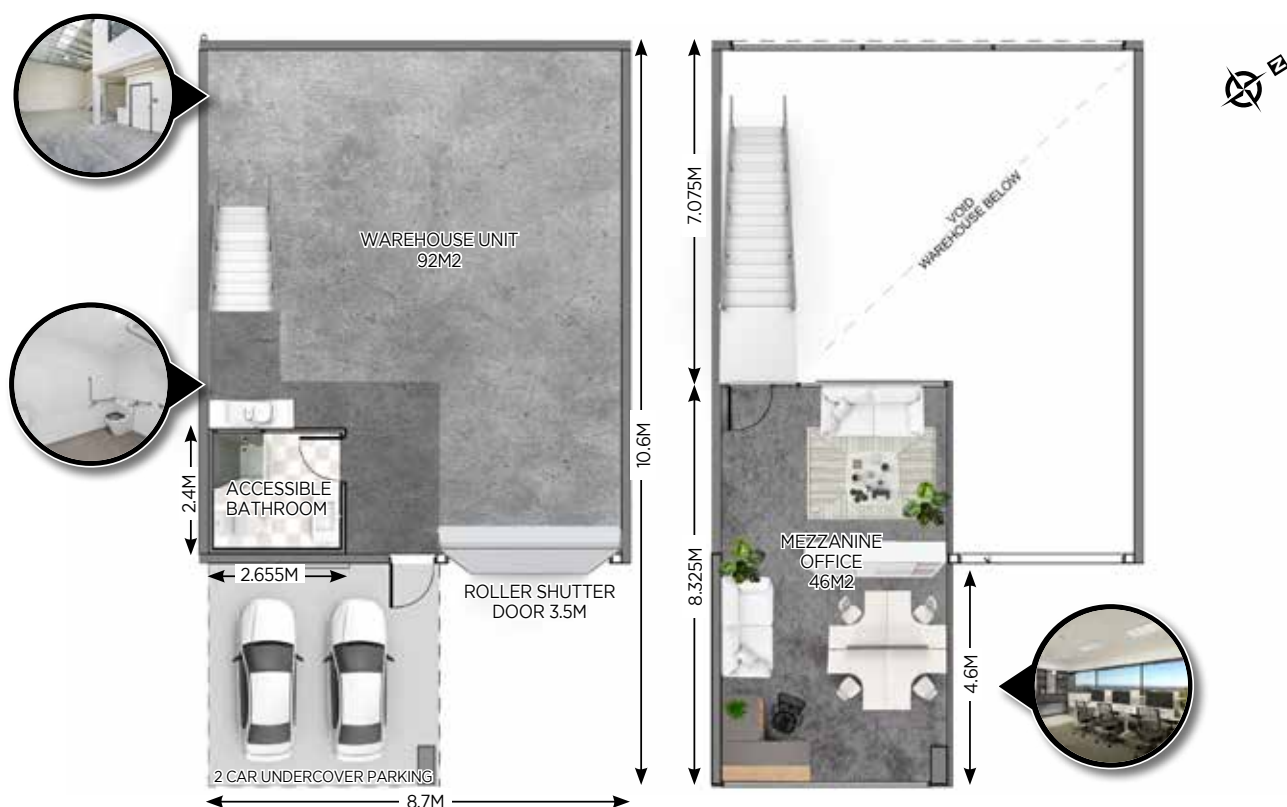 WAREHOUSE UNIT
92M2
ACCESSIBLE
BATHROOM
2.4M
2.655M
ROLLER SHUTTER
DOOR 3.5M
10.6M
2 CAR UNDERCOVER PARKING
8.7M
7.075M
VOID
WAREHOUSE BELOW
MEZZANINE
OFFICE
46M2
8.325M
4.6M
N